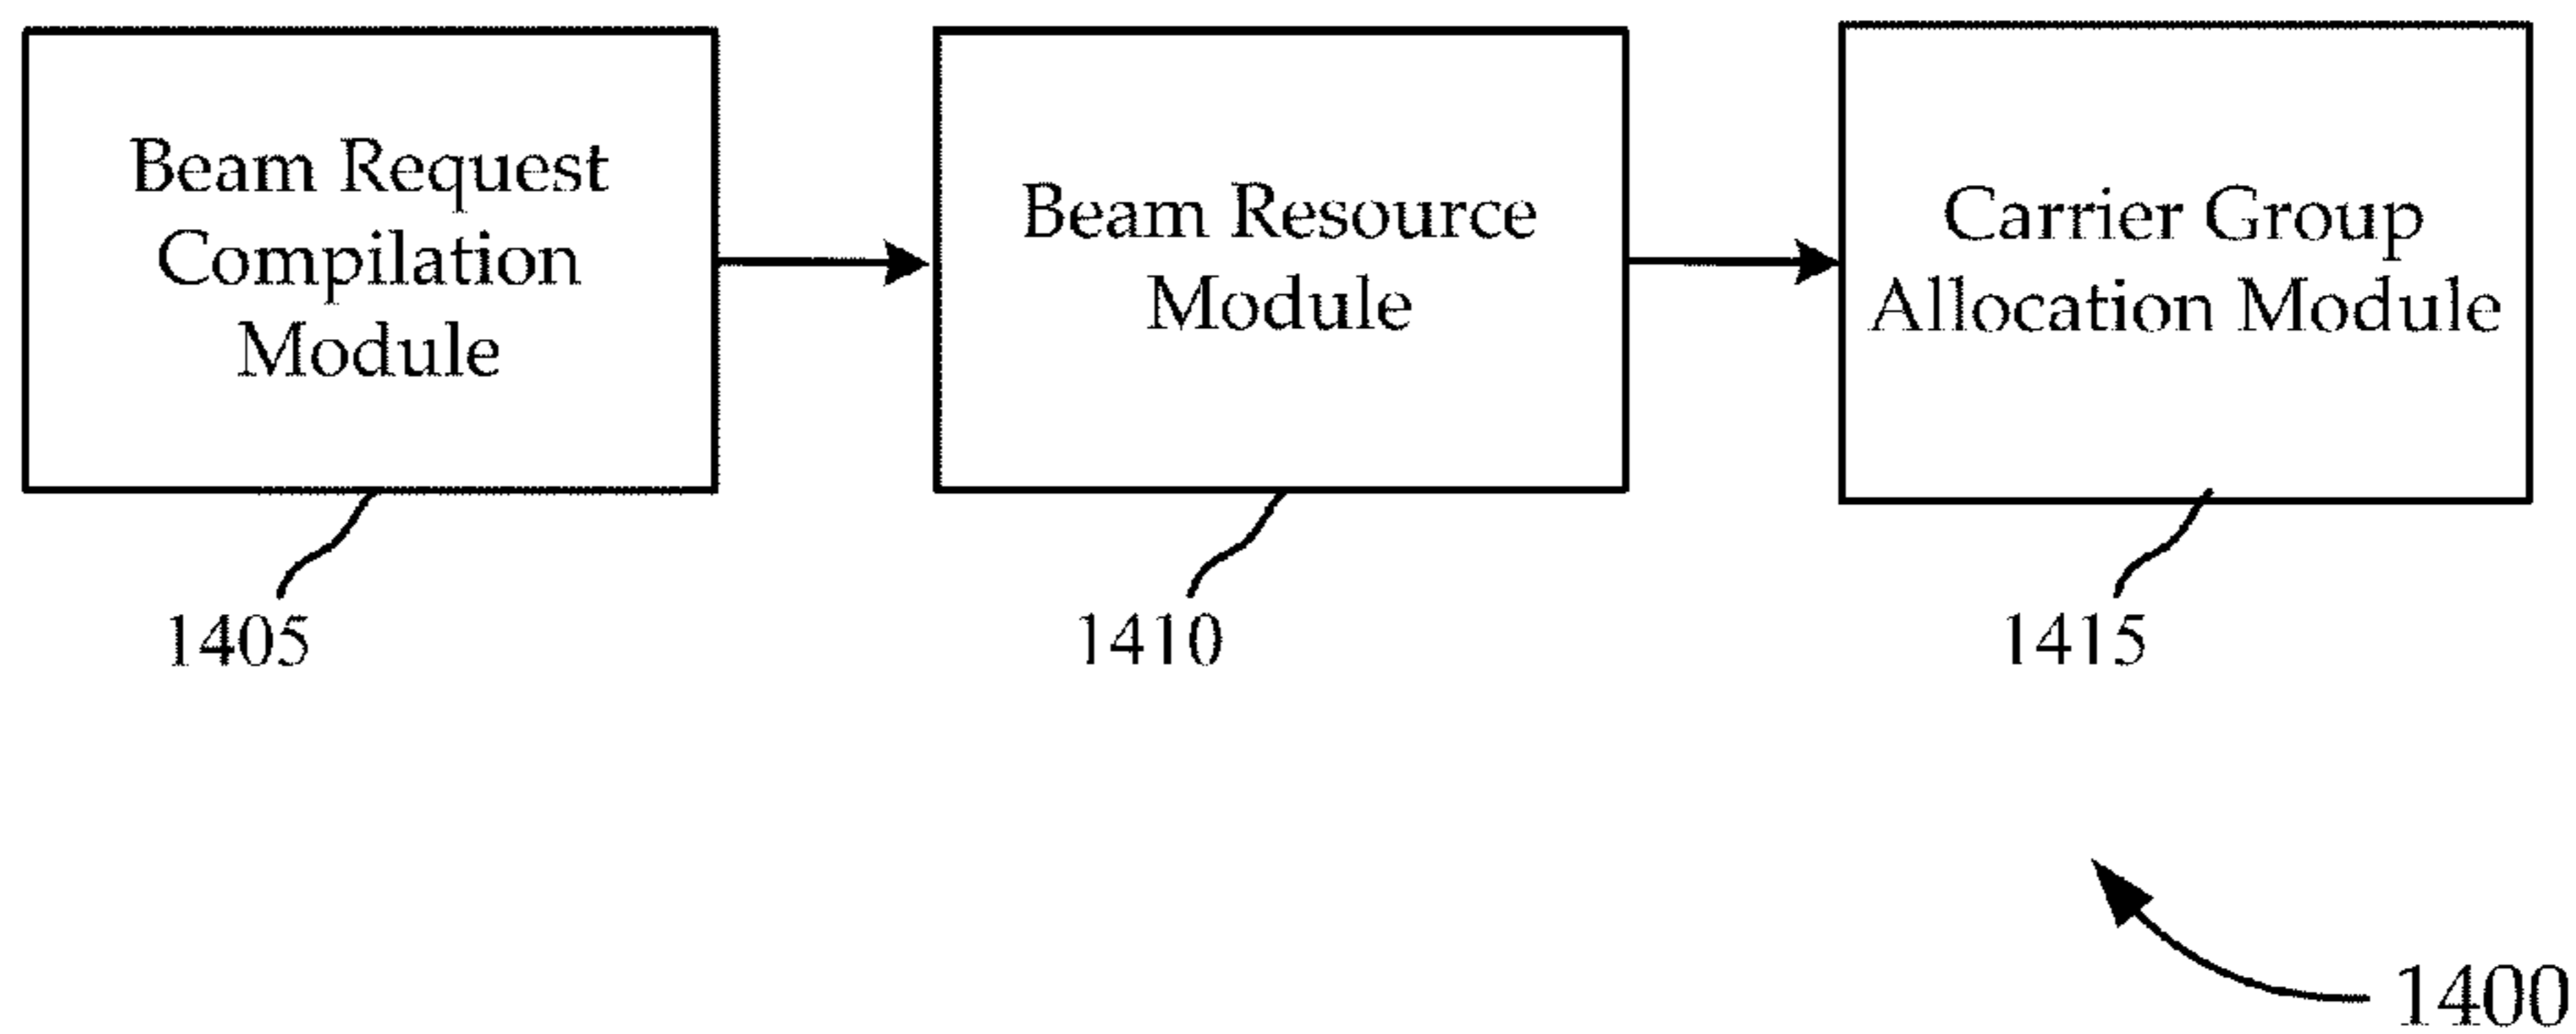 Beam Request
Compilation
Module
Beam Resource
Module
Carrier Group
Allocation Module
1405
1410
1415
1400